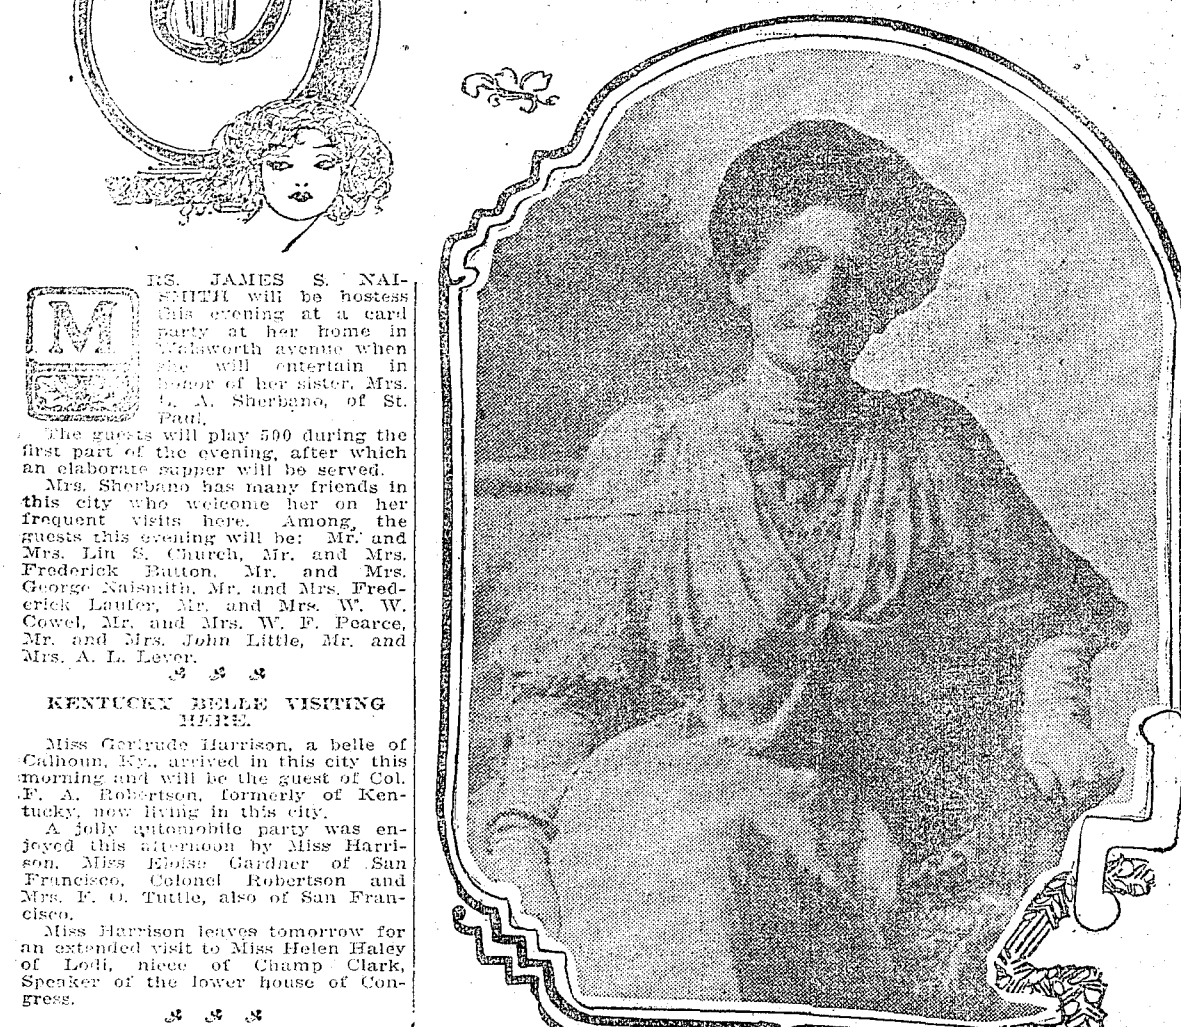 MRS. JAMES S. NAI-
SMITH will be hostess
this evening at a card
party at her home in
Walsworth avenue when
she will entertain in
honor of her sister, Mrs.
L. A. Sherbano, of St.
Paul.
The guests will play 500 during the
first part of the evening, after which
an elaborate supper will be served.
Mrs. Sherbano has many friends in
this city who welcome her on her
frequent visits here. Among the
guests this evening will be: Mr. and
Mrs. Lin S. Church, Mr. and Mrs.
Frederick Button, Mr. and Mrs.
George Naismith, Mr. and Mrs. Fred-
erick Laufer, Mr. and Mrs. W. W.
Cowel, Mr. and Mrs. W. F. Pearce,
Mr. and Mrs. John Little, Mr. and
Mrs. A. L. Lever.
KENTUCKY BELLE VISITING
HERE.
Miss Gertrude Harrison, a belle of
Calhoun, Ky., arrived in this city this
morning and will be the guest of Col.
F. A. Robertson, formerly of Ken-
tucky, now living in this city.
A jolly automobile party was en-
joyed this afternoon by Miss Harri-
son, Miss Eloise Gardner of San
Francisco, Colonel Robertson and
Mrs. F. O. Tuttle, also of San Fran-
cisco.
Miss Harrison leaves tomorrow for
an extended visit to Miss Helen Haley
of Lodi, niece of Champ Clark,
Speaker of the lower house of Con-
gress.